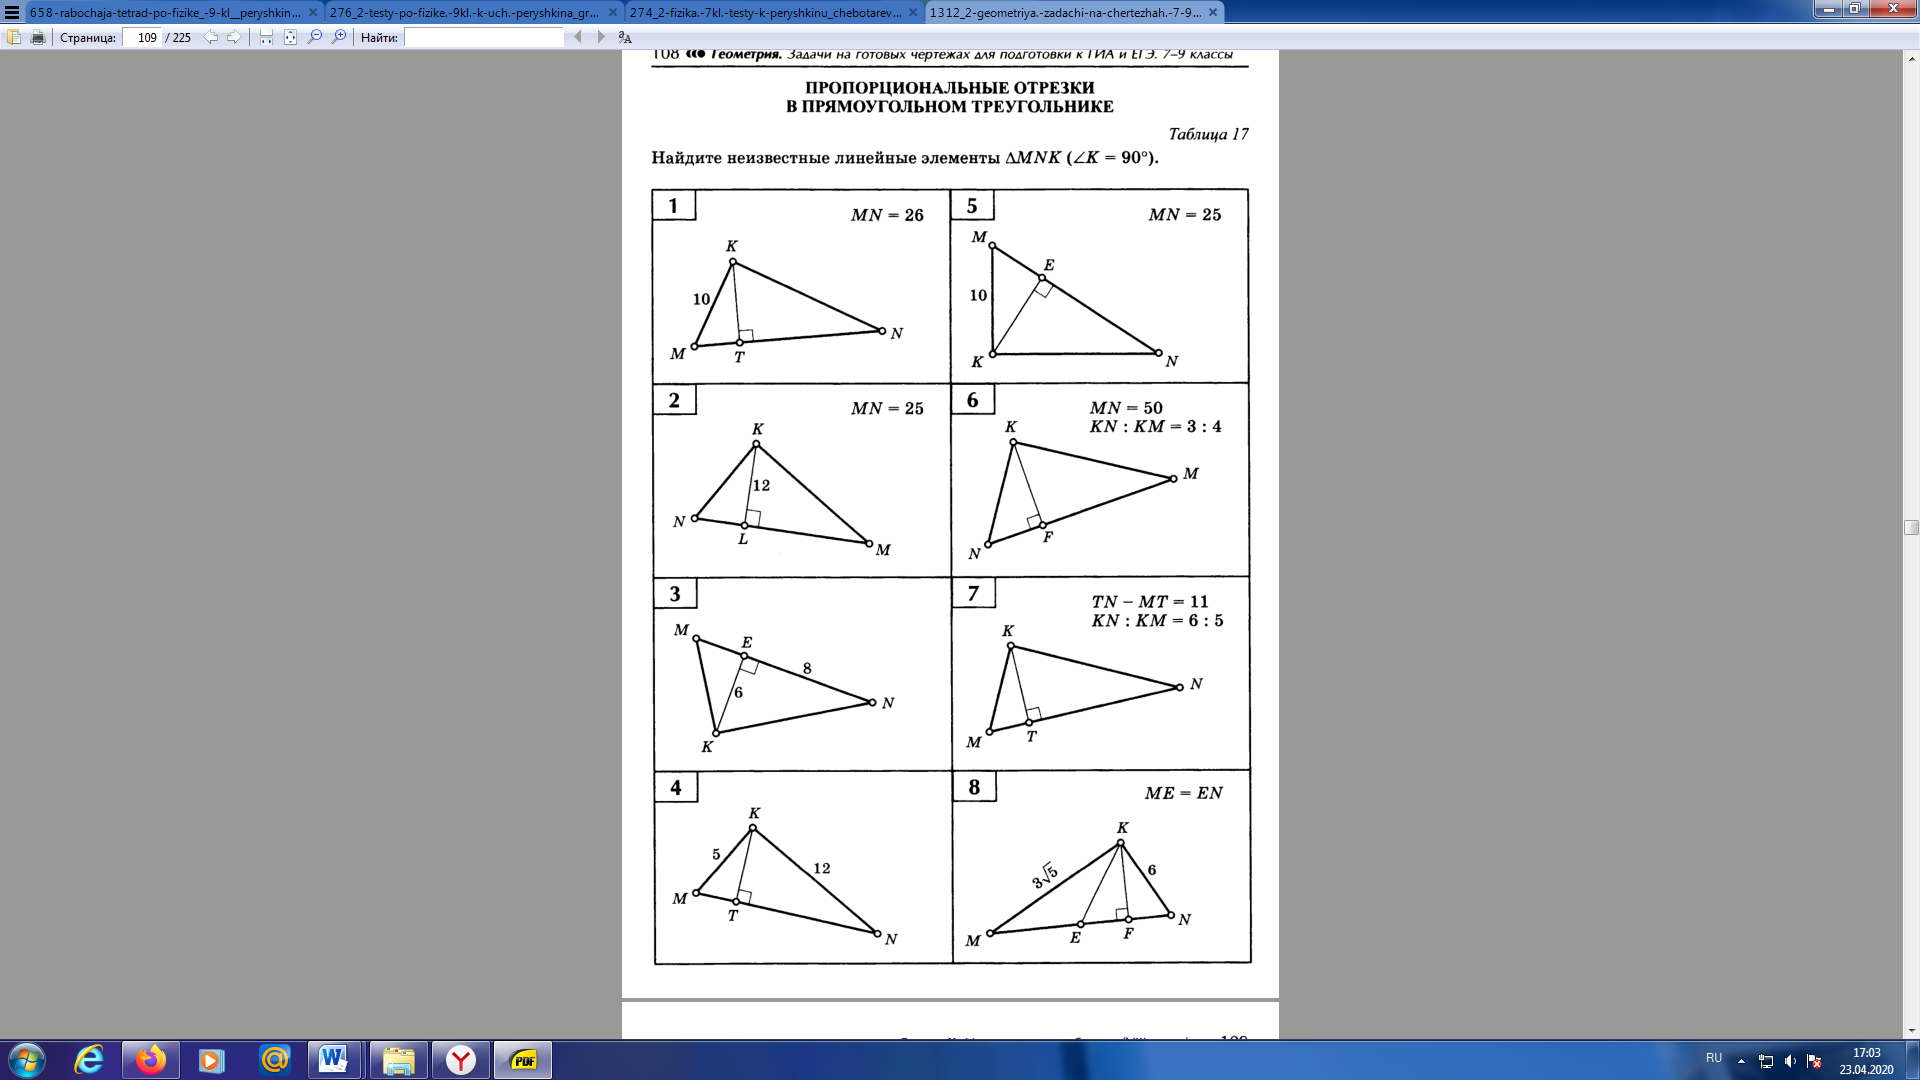 658-rabochaja-tetrad-po-fizike_-9-kl__peryshkin...
276_2-testy-po-fizike.-9kl.-k-uch.-peryshkina_gr...
274_2-fizika.-7kl.-testy-k-peryshkinu_chebotarev...
1312_2-geometriya.-zadachi-na-chertezhah.-7-9...
Страница: 109 / 225 Найти:
108 Геометрия. Задачи на готовых чертежах для подготовки к ГИА и ЕГЭ. 7–9 классы
ПРОПОРЦИОНАЛЬНЫЕ ОТРЕЗКИ
В ПРЯМОУГОЛЬНОМ ТРЕУГОЛЬНИКЕ
Таблица 17
Найдите неизвестные линейные элементы ΔMNK (∠K = 90°).
1
MN = 26
K
10
M
T
N
5
MN = 25
M
E
10
K
N
2
MN = 25
K
12
N
L
M
6
MN = 50
KN : KM = 3 : 4
K
M
F
N
3
M
E
8
6
N
K
7
TN – MT = 11
KN : KM = 6 : 5
K
N
M
T
4
K
5
12
M
T
N
8
ME = EN
K
3√5
6
M
E
F
N
PDF
RU
17:03
23.04.2020